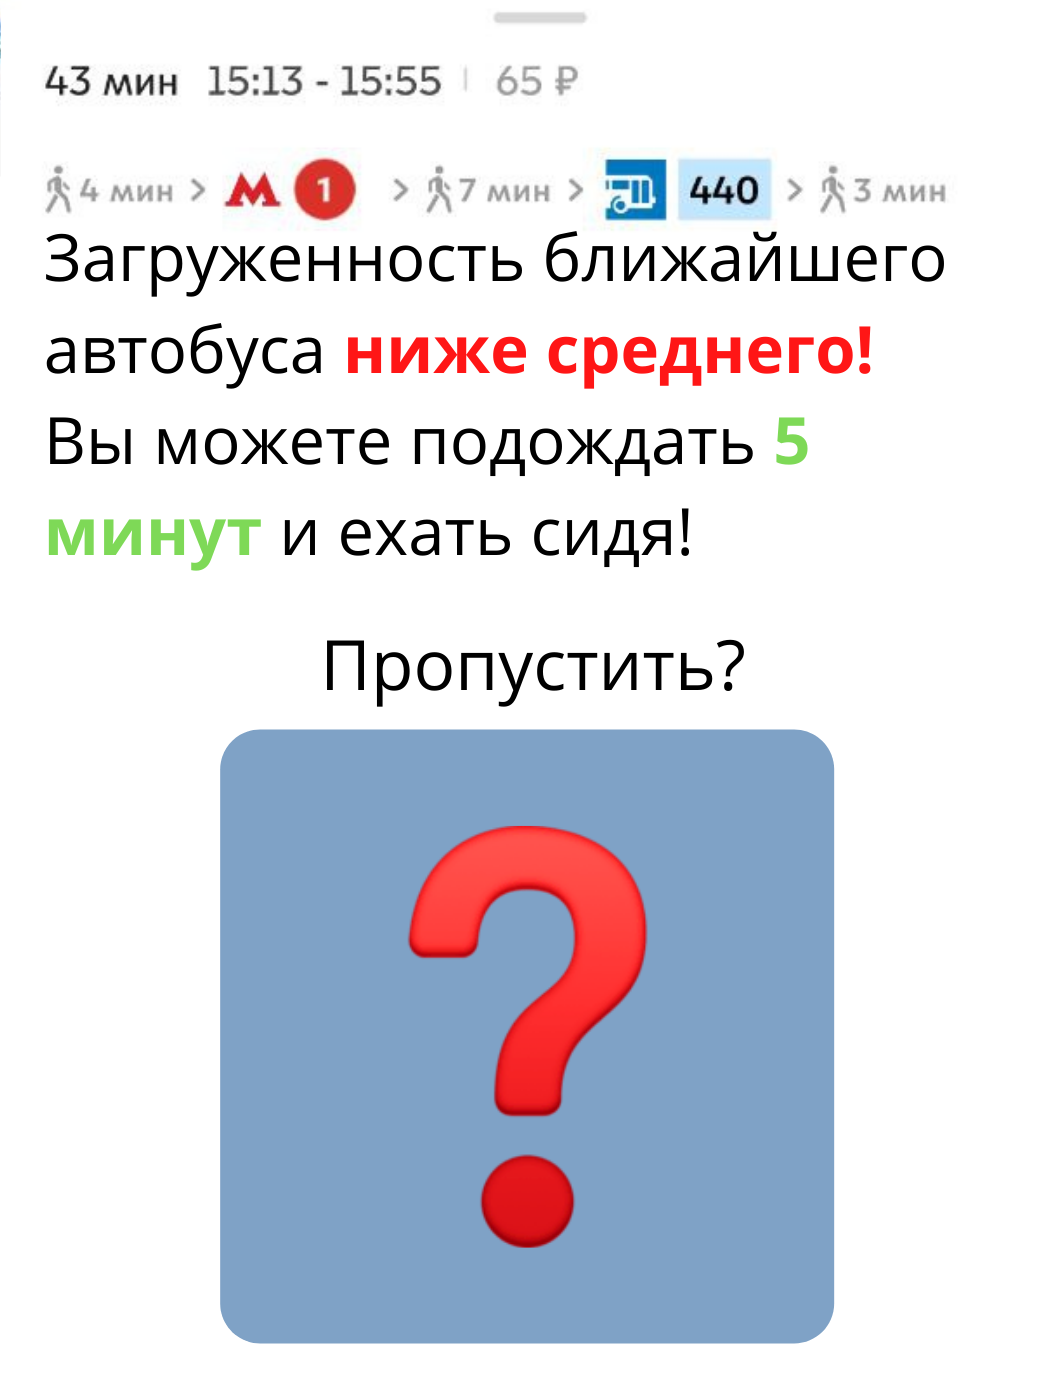 43 мин 15:13 - 15:55 | 65 ₽
4 мин > М 1 > 7 мин > 440 > 3 мин
Загруженность ближайшего
автобуса ниже среднего!
Вы можете подождать 5
минут и ехать сидя!
Пропустить?
?